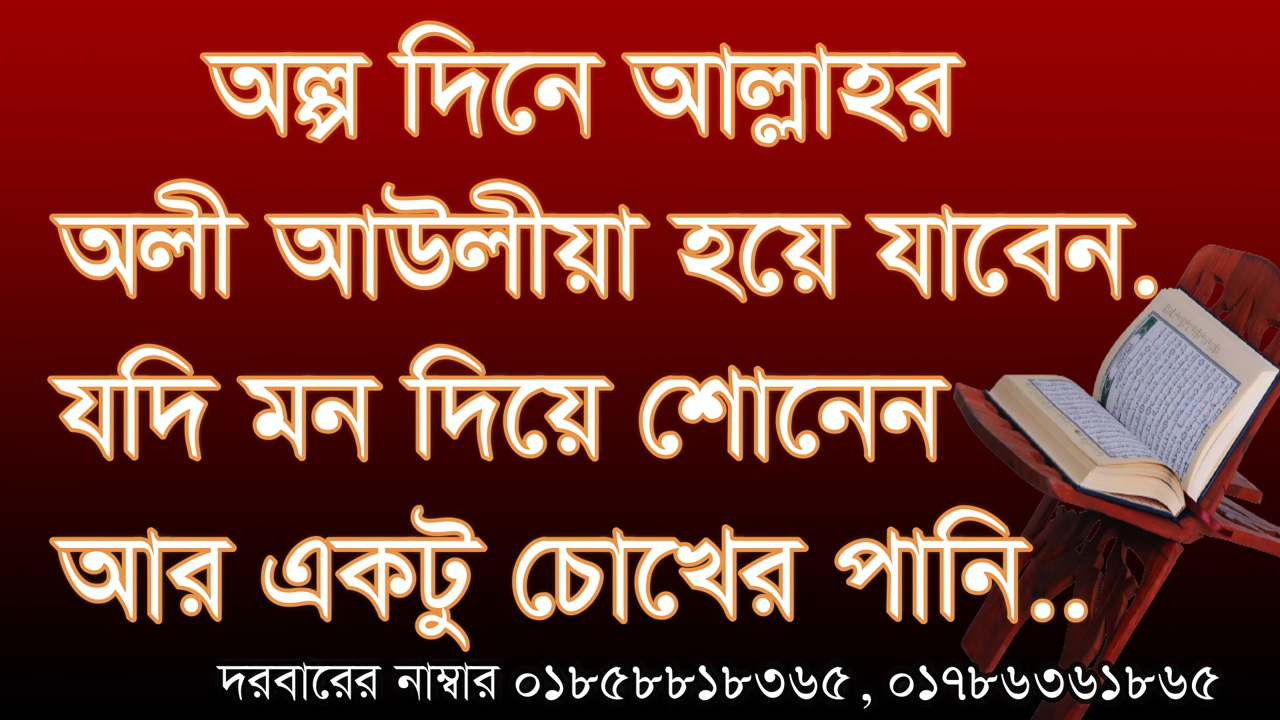 অল্প দিনে আল্লাহর
অলী আউলীয়া হয়ে যাবেন.
যদি মন দিয়ে শোনেন
আর একটু চোখের পানি..
দরবারের নাম্বার ০১৮৫৮৮১৮৩৬৫, ০১৭৮৬৩৬১৮৬৫